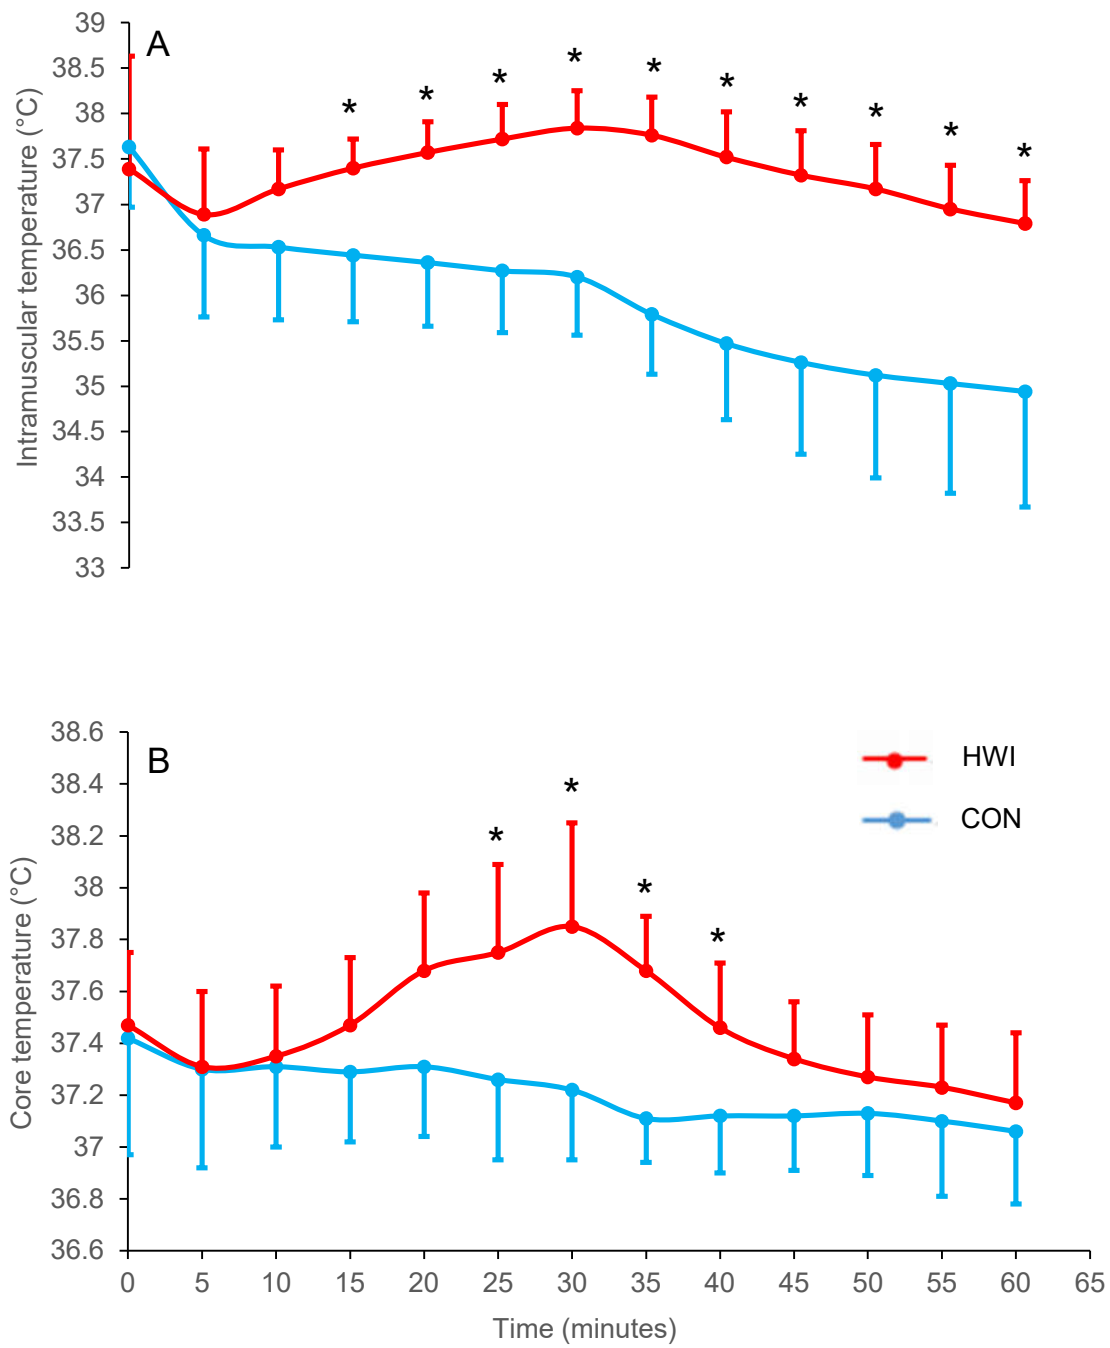 A
Intramuscular temperature (°C)
39
38.5
38
37.5
37
36.5
36
35.5
35
34.5
34
33.5
33
* * * * * * * * * *
B
Core temperature (°C)
38.6
38.4
38.2
38
37.8
37.6
37.4
37.2
37
36.8
36.6
* * * *
HWI
CON
0 5 10 15 20 25 30 35 40 45 50 55 60 65
Time (minutes)